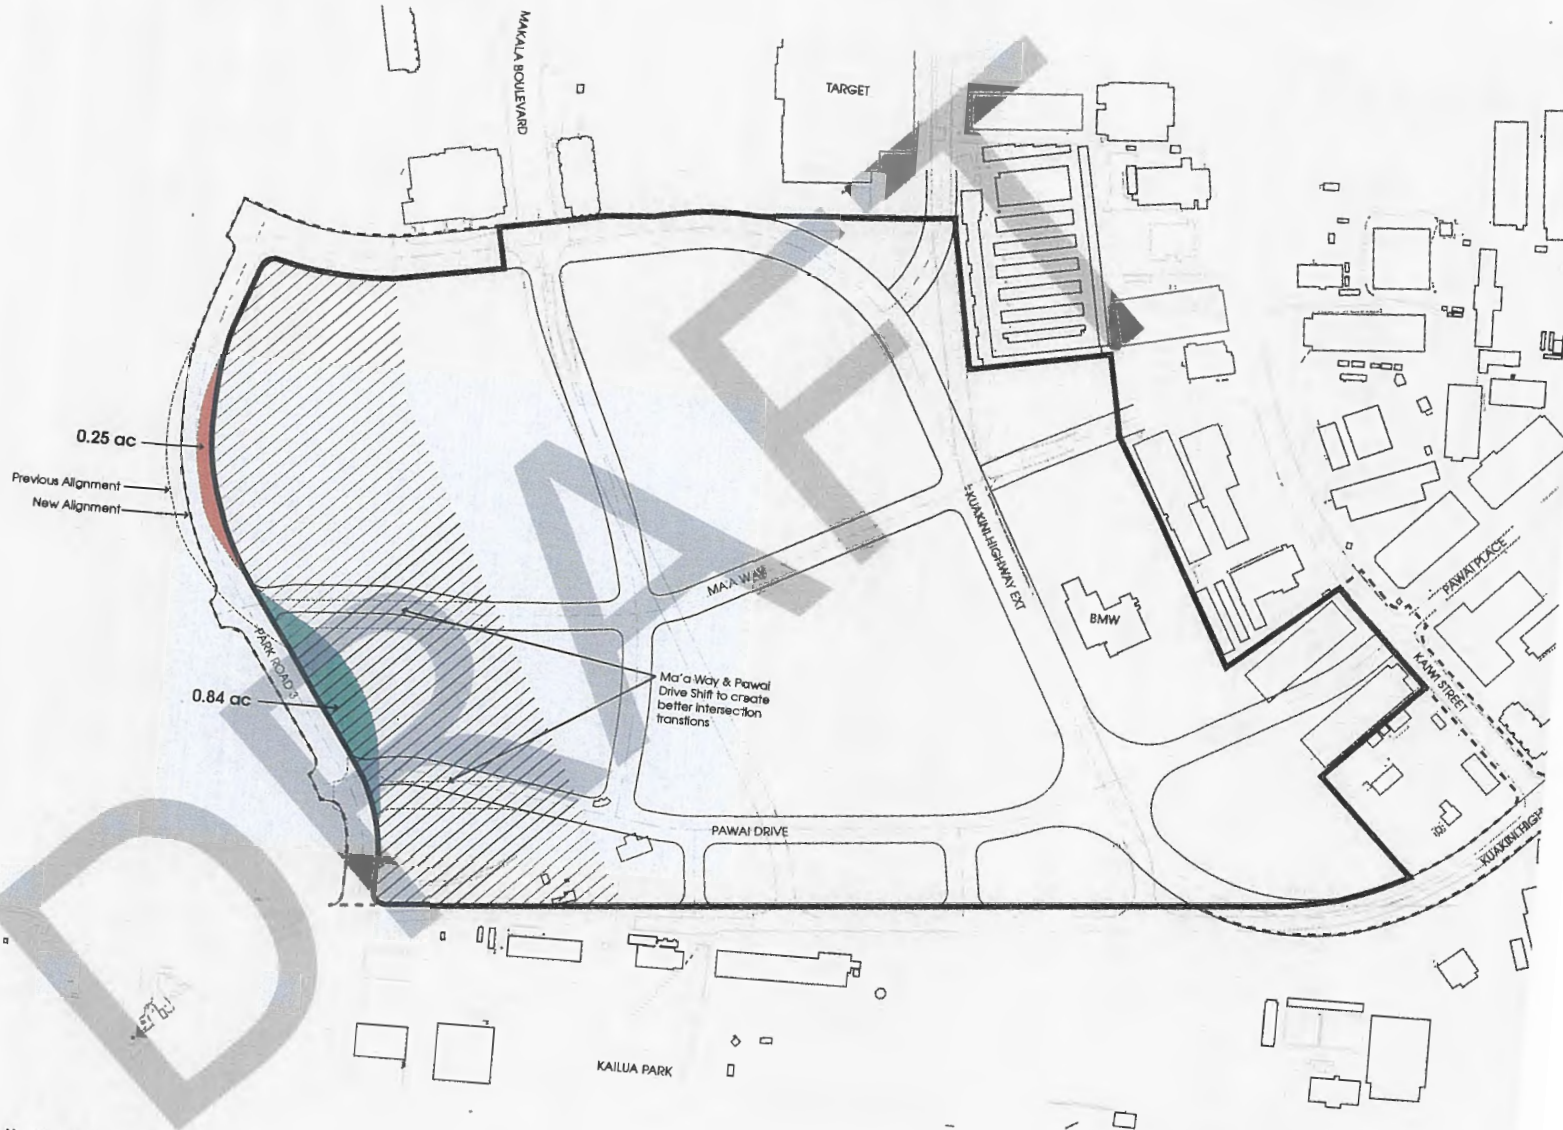 MAKALA BOULEVARD
TARGET
0.25 ac
Previous Alignment
New Alignment
KUAKINI HIGHWAY EXT
MA'A WAY
BMW
PAWAI PLACE
KAIWI STREET
PARK ROAD 3
0.84 ac
Ma'a Way & Pawai
Drive Shift to create
better intersection
transtions
PAWAI DRIVE
KUAKINI HIGH
KAILUA PARK
DRAFT